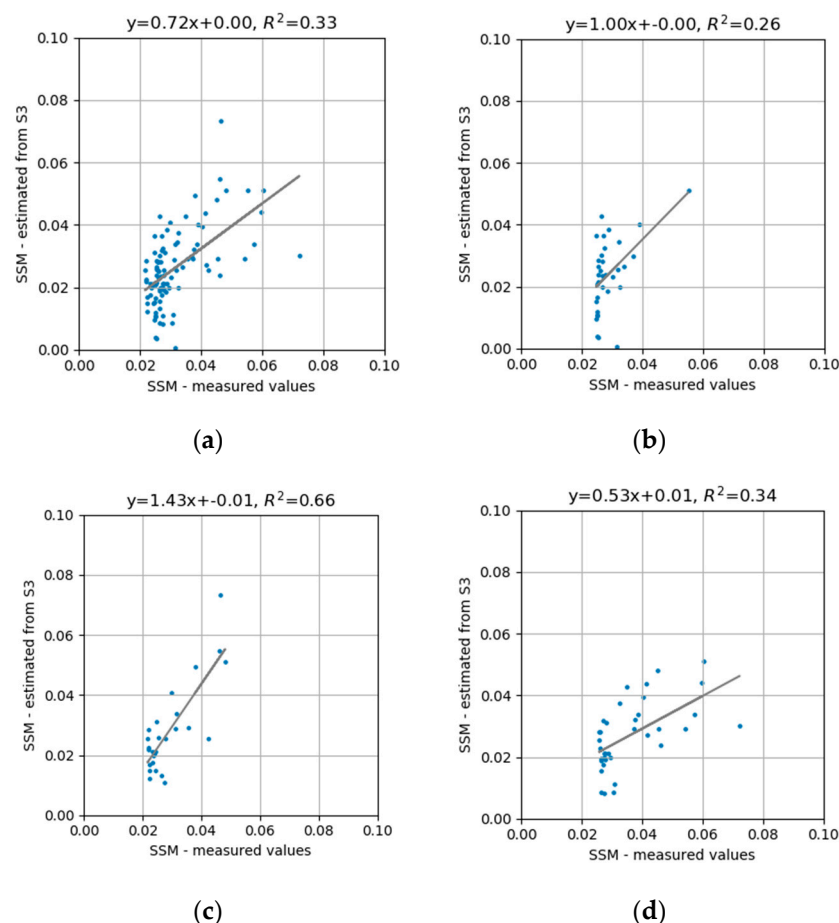 y=0.72x+0.00, R²=0.33
y=1.00x+-0.00, R²=0.26
0.10
0.08
0.06
0.04
0.02
0.00
SSM - estimated from S3
0.00 0.02 0.04 0.06 0.08 0.10
SSM - measured values
0.10
0.08
0.06
0.04
0.02
0.00
SSM - estimated from S3
0.00 0.02 0.04 0.06 0.08 0.10
SSM - measured values
(a)
(b)
y=1.43x+-0.01, R²=0.66
y=0.53x+0.01, R²=0.34
0.10
0.08
0.06
0.04
0.02
0.00
SSM - estimated from S3
0.00 0.02 0.04 0.06 0.08 0.10
SSM - measured values
0.10
0.08
0.06
0.04
0.02
0.00
SSM - estimated from S3
0.00 0.02 0.04 0.06 0.08 0.10
SSM - measured values
(c)
(d)